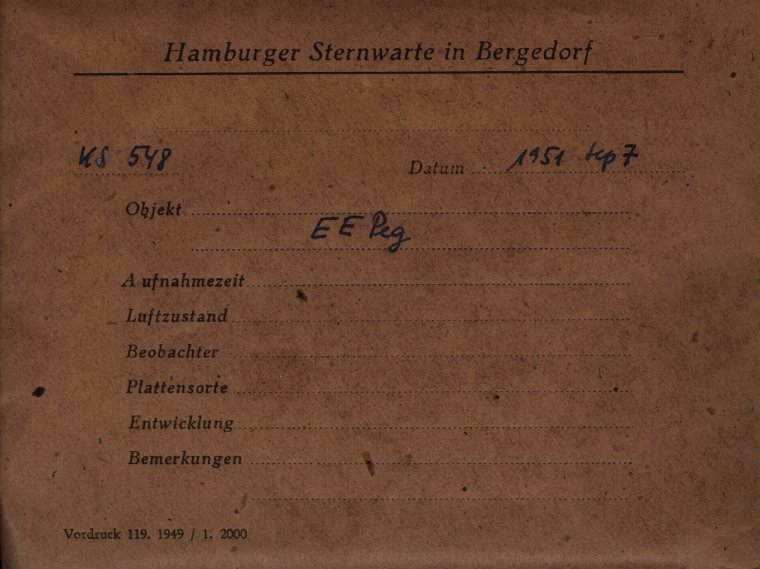 Hamburger Sternwarte in Bergedorf
KS 548 Datum 1951 Sep 7
Objekt
EE Peg
Aufnahmezeit
Luftzustand
Beobachter
Plattensorte
Entwicklung
Bemerkungen
Vordruck 119. 1949 / 1. 2000